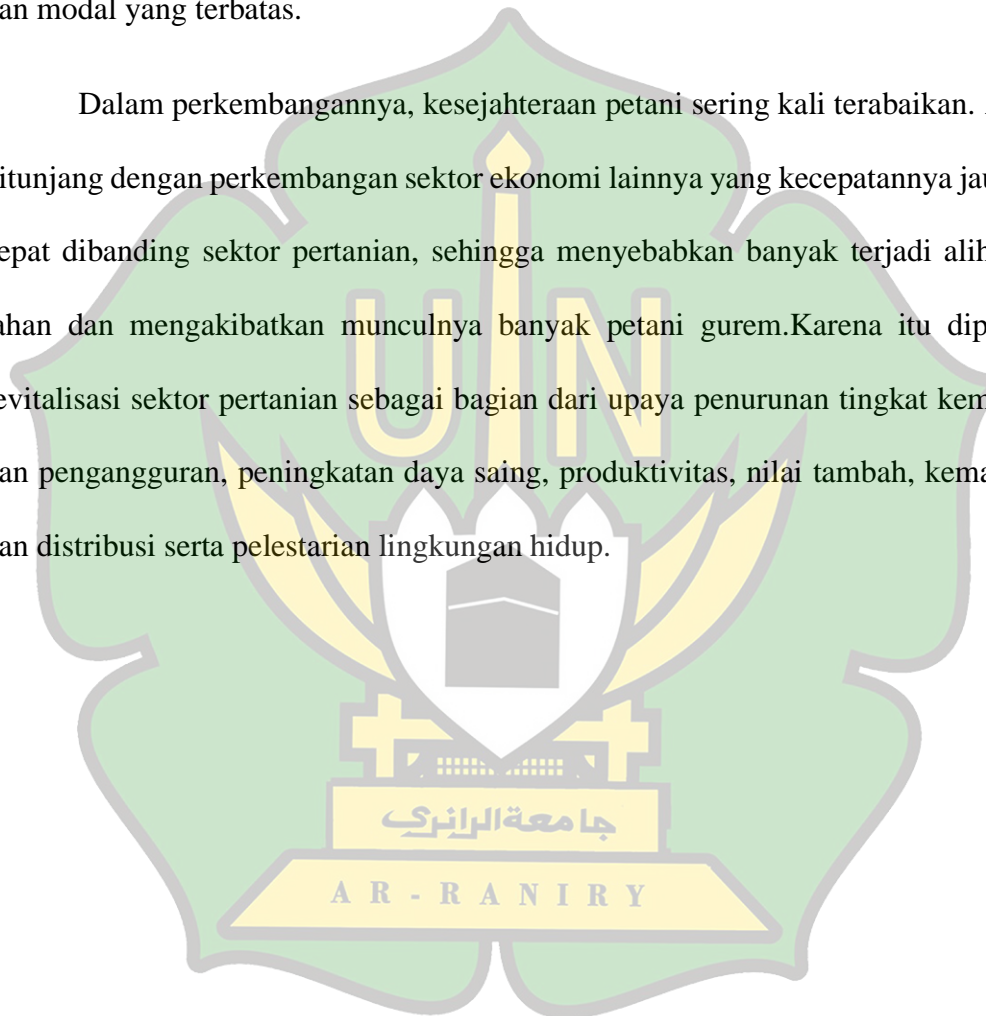 an modal yang terbatas.
Dalam perkembangannya, kesejahteraan petani sering kali terabaikan.
itunjang dengan perkembangan sektor ekonomi lainnya yang kecepatannya jau
epat dibanding sektor pertanian, sehingga menyebabkan banyak terjadi alih
ahan dan mengakibatkan munculnya banyak petani gurem.Karena itu dip
evitalisasi sektor pertanian sebagai bagian dari upaya penurunan tingkat kem
an pengangguran, peningkatan daya saing, produktivitas, nilai tambah, kema
an distribusi serta pelestarian lingkungan hidup.
UIN
جامعة الرانري
AR-RANIRY